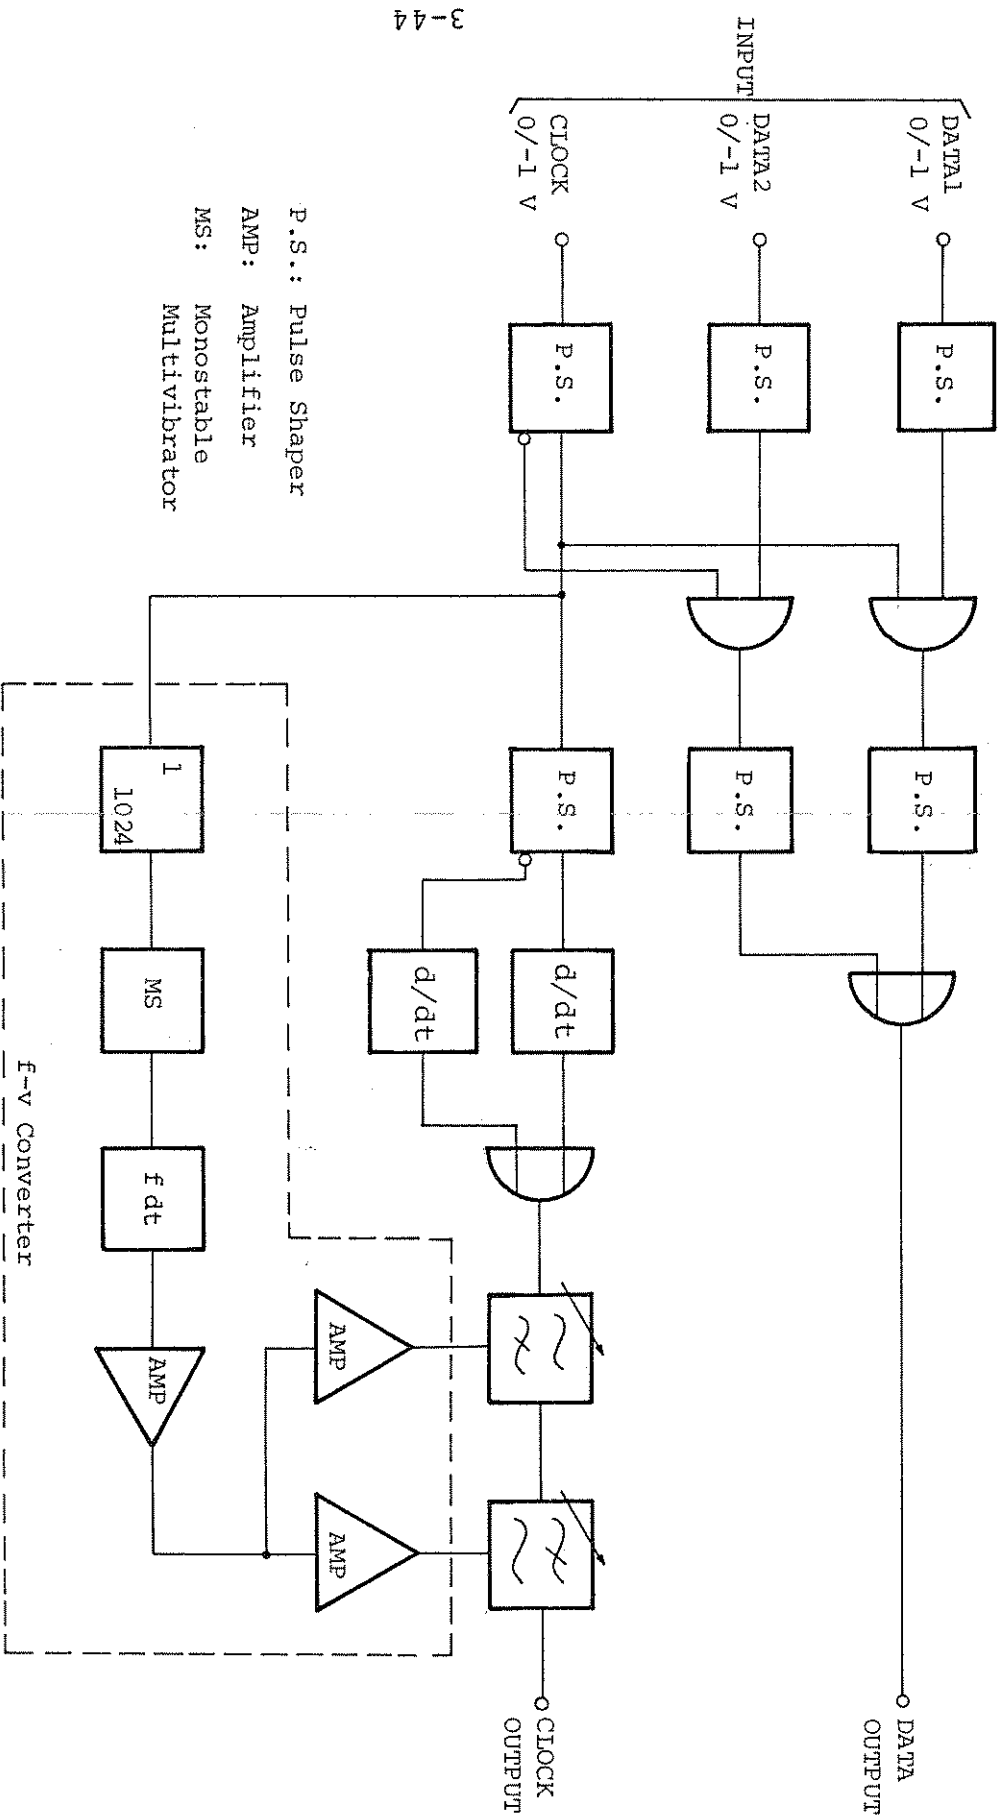 3-44
INPUT
DATA1
0/-1 V
DATA2
0/-1 V
CLOCK
0/-1 V
P.S.
P.S.
P.S.
P.S.
P.S.
P.S.
d/dt
d/dt
DATA
OUTPUT
CLOCK
OUTPUT
1
1024
MS
f dt
AMP
AMP
AMP
f-v Converter
P.S.: Pulse Shaper
AMP: Amplifier
MS: Monostable
Multivibrator